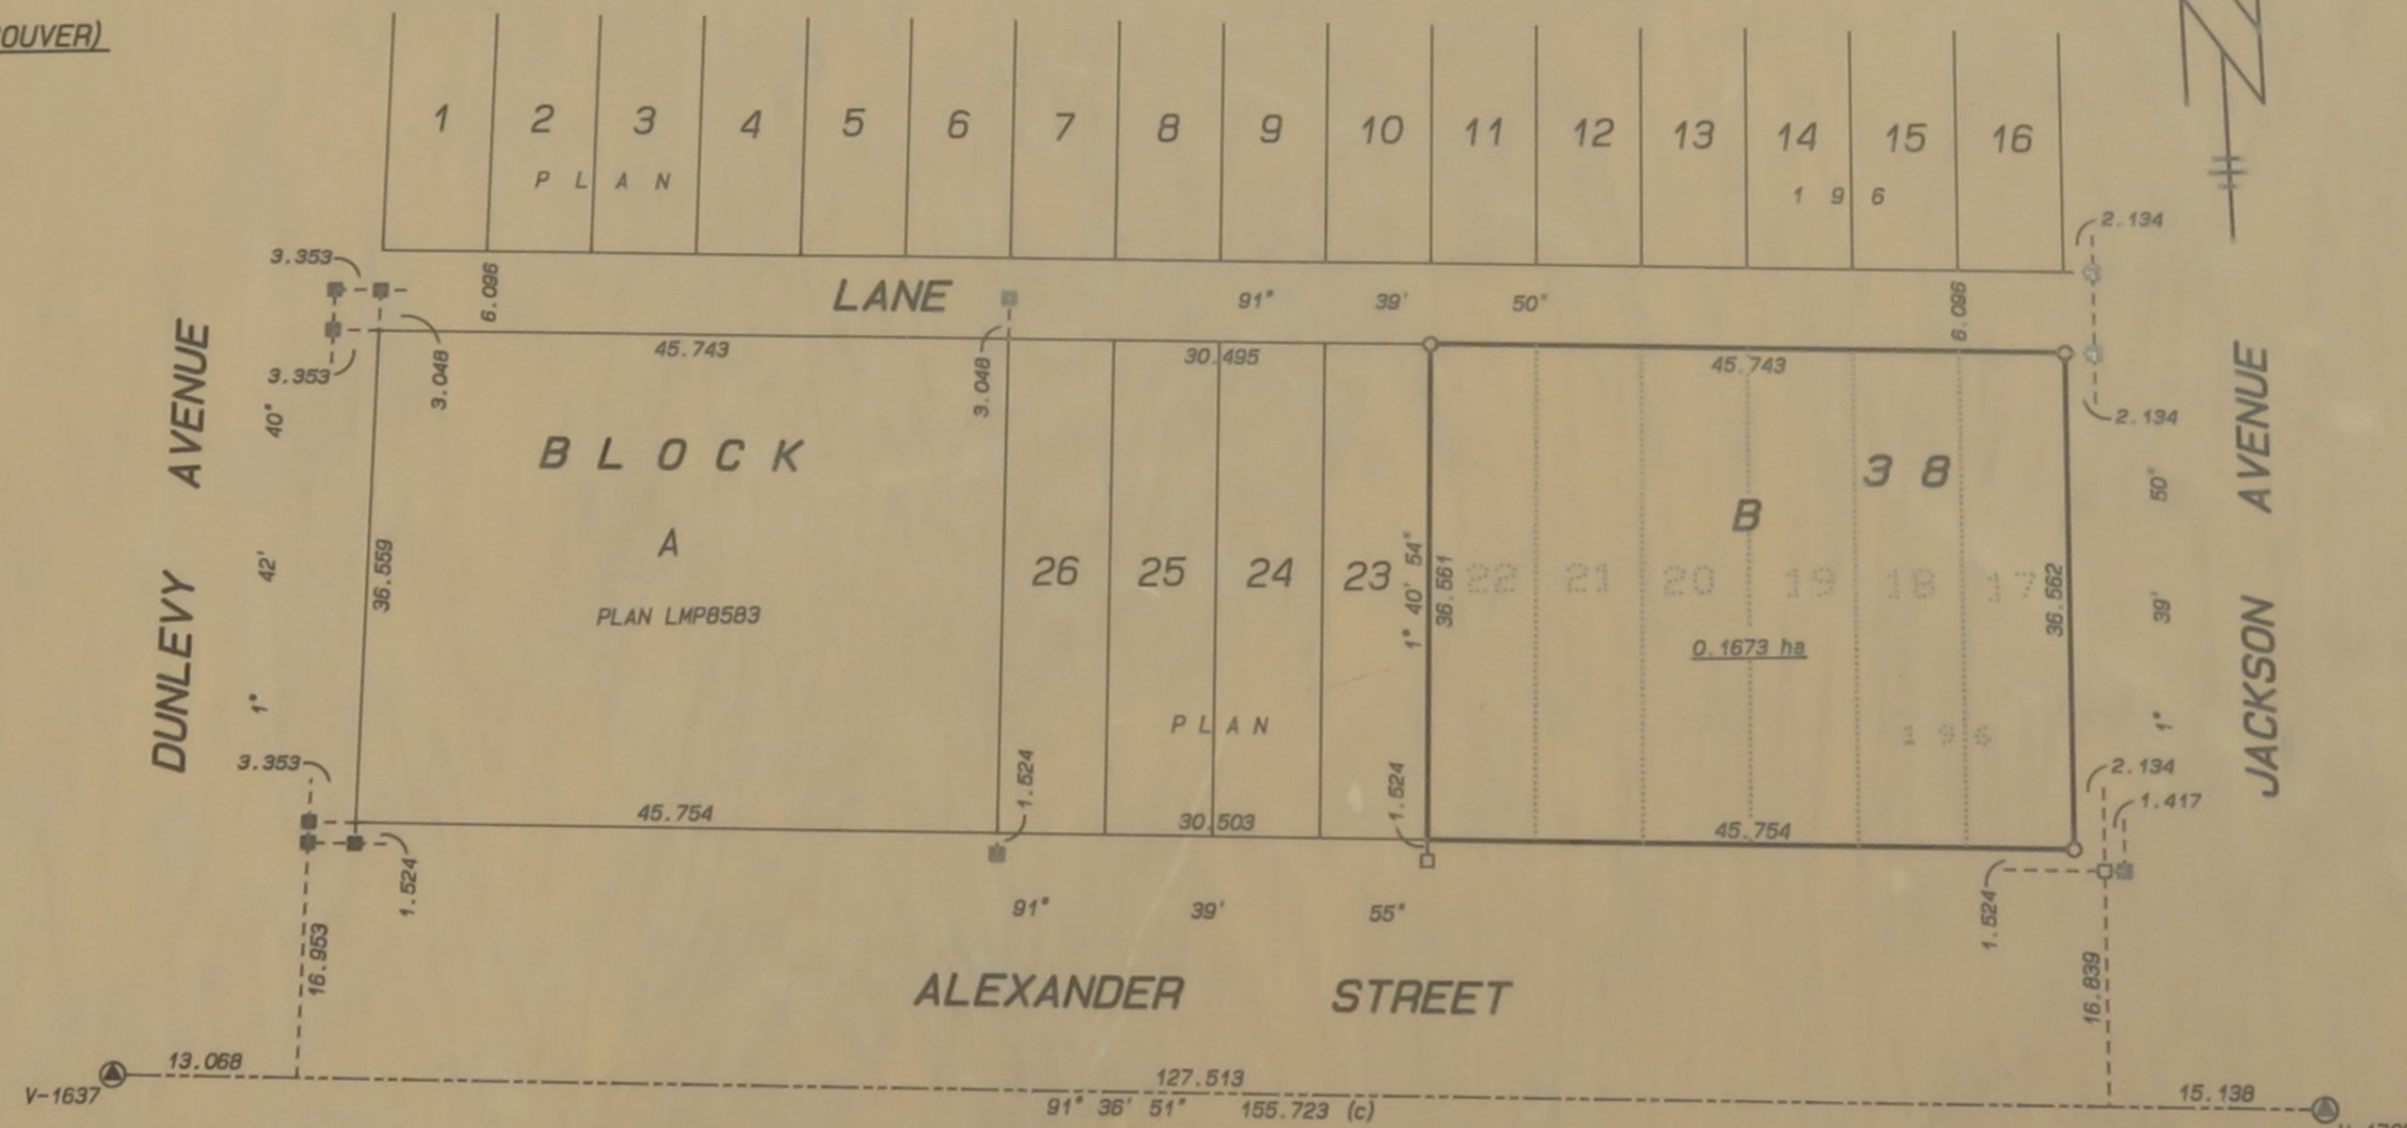 OUVER)
1 2 3 4 5 6 7 8 9 10 11 12 13 14 15 16
PLAN 196
2.134
3.353
6.096
LANE 91° 39' 50"
6.096
3.353
3.048
45.743
3.048
30.495
45.743
2.134
DUNLEVY AVENUE
1° 42' 40"
BLOCK 38
A
PLAN LMP8583
36.559
26 25 24 23
1° 40' 54"
36.561
B
22 21 20 19 18 17
0.1673 ha
36.562
1° 39' 50"
JACKSON AVENUE
PLAN 196
3.353
1.524
45.754
1.524
30.503
1.524
45.754
2.134
1.417
1.524
91° 39' 55"
16.953
ALEXANDER STREET
16.839
V-1637
13.068
127.513
15.138
91° 36' 51" 155.723 (c)